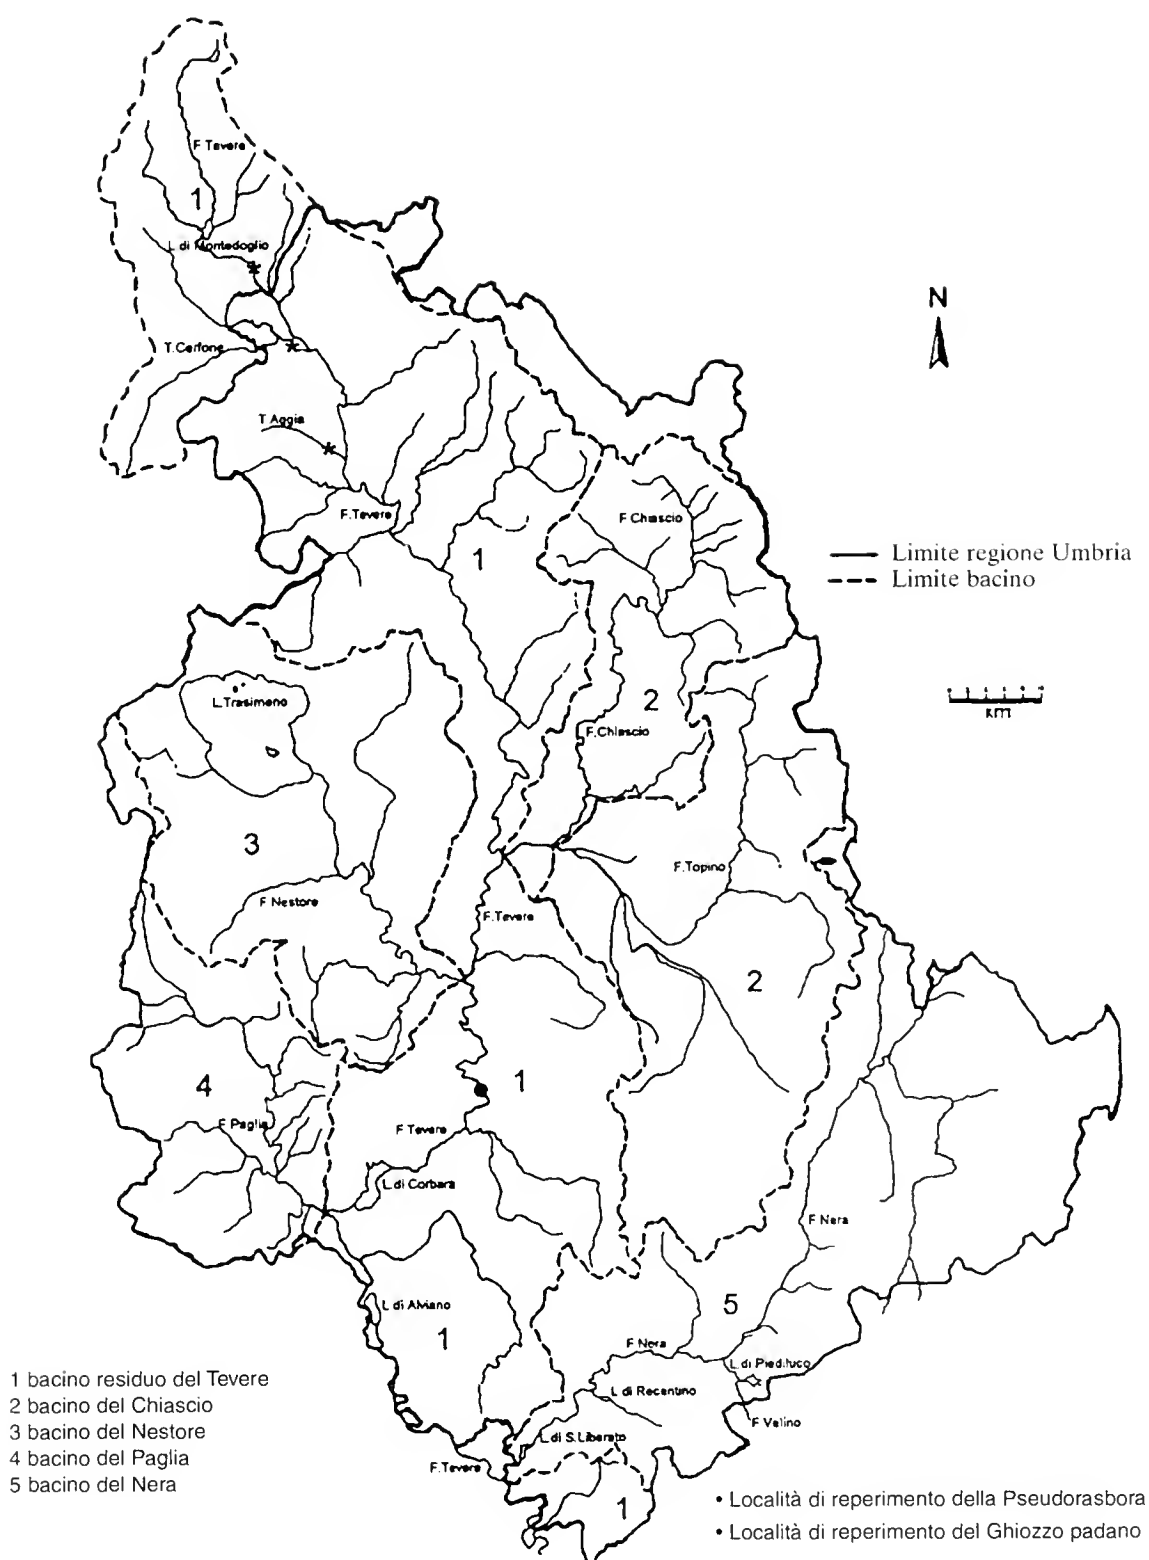 F Tevere
1
L di Montedoglio
N
T.Cerfone
T.Aggia
F.Tevere
F Chiascio
1
Limite regione Umbria
Limite bacino
L.Trasimeno
2
km
F.Chiascio
3
F.Topino
F Nestore
F.Tevere
2
4
1
F Paglia
F Tevere
L di Corbara
F Nera
5
L di Alviano
1
F Nera
L di Piediluco
1 bacino residuo del Tevere
L di Recentino
2 bacino del Chiascio
F Velino
3 bacino del Nestore
L.di S.Liberato
4 bacino del Paglia
F.Tevere
5 bacino del Nera
1
• Località di reperimento della Pseudorasbora
• Località di reperimento del Ghiozzo padano